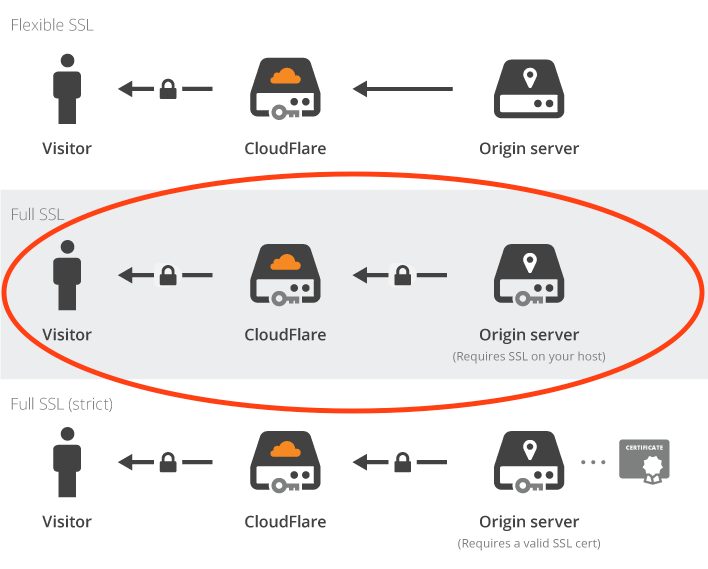 Flexible SSL
Visitor
CloudFlare
Origin server
Full SSL
Visitor
CloudFlare
Origin server
(Requires SSL on your host)
Full SSL (strict)
CERTIFICATE
Visitor
CloudFlare
Origin server
(Requires a valid SSL cert)